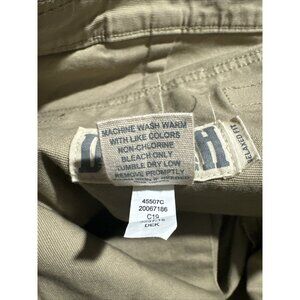 MACHINE WASH WARM
WITH LIKE COLORS
NON-CHLORINE
BLEACH ONLY
TUMBLE DRY LOW
REMOVE PROMPTLY
D
H
RELAXED FIT
45507C
20067186
C10
DEK